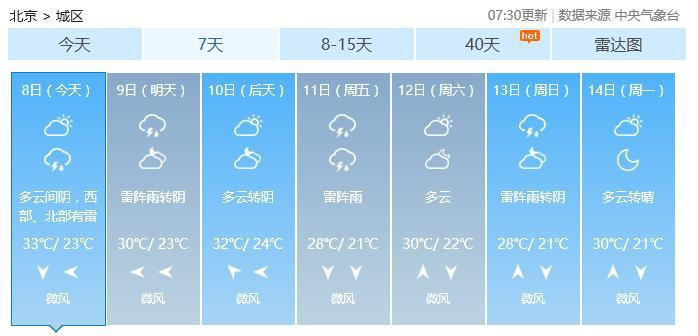 北京 > 城区
07:30更新 | 数据来源 中央气象台
今天
7天
8-15天
40天
hot
雷达图
8日（今天）
多云间阴，西
部、北部有雷
33℃/ 23℃
微风
9日（明天）
雷阵雨转阴
30℃/ 23℃
微风
10日（后天）
多云转阴
32℃/ 24℃
微风
11日（周五）
雷阵雨
28℃/ 21℃
微风
12日（周六）
多云
30℃/ 22℃
微风
13日（周日）
雷阵雨转阴
28℃/ 21℃
微风
14日（周一）
多云转晴
30℃/ 21℃
微风